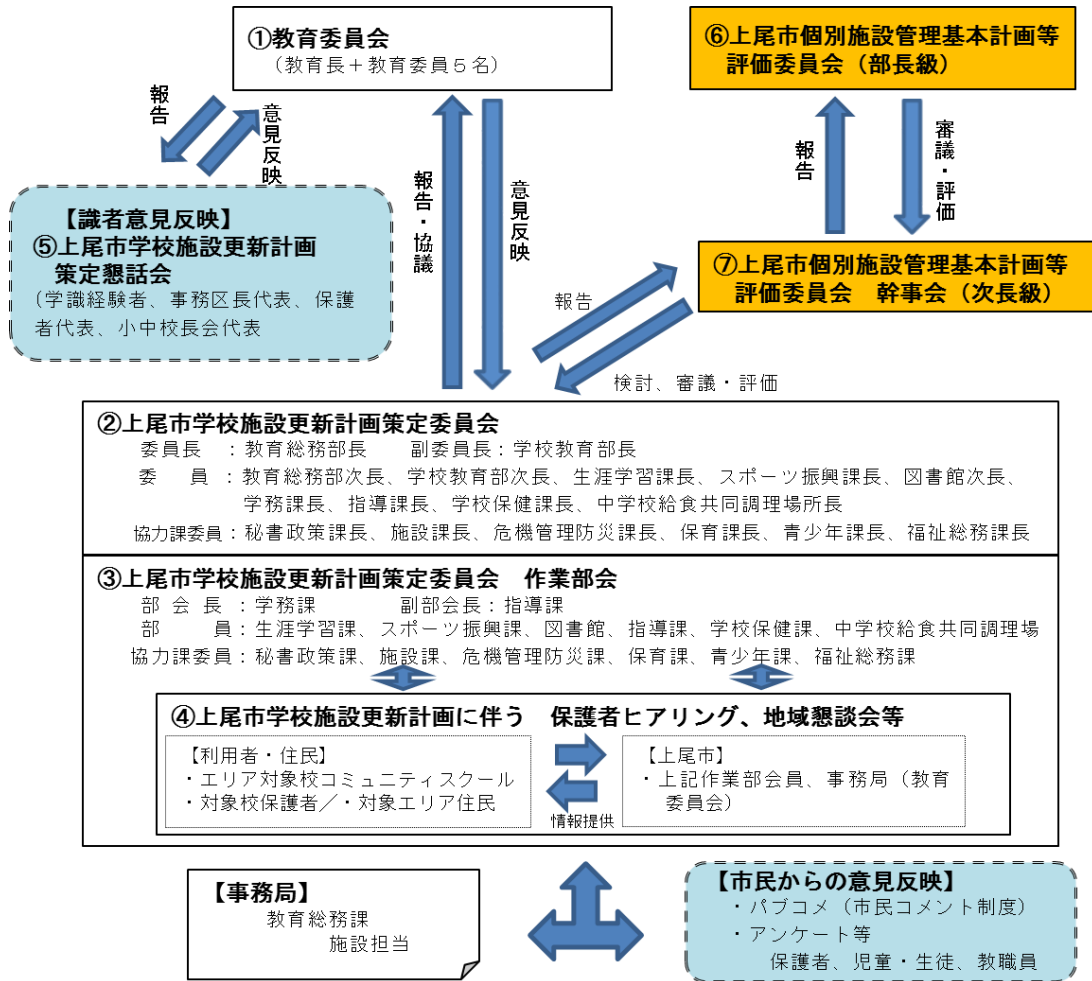 ①教育委員会
（教育長＋教育委員５名）
⑥上尾市個別施設管理基本計画等
評価委員会（部長級）
報告
意見反映
報告・協議
意見反映
報告
審議・評価
【識者意見反映】
⑤上尾市学校施設更新計画
策定懇話会
（学識経験者、事務区長代表、保護
者代表、小中校長会代表
⑦上尾市個別施設管理基本計画等
評価委員会　幹事会（次長級）
報告
検討、審議・評価
②上尾市学校施設更新計画策定委員会
委員長　：教育総務部長　　副委員長：学校教育部長
委　　員　：教育総務部次長、学校教育部次長、生涯学習課長、スポーツ振興課長、図書館次長、
学務課長、指導課長、学校保健課長、中学校給食共同調理場所長
協力課委員：秘書政策課長、施設課長、危機管理防災課長、保育課長、青少年課長、福祉総務課長
③上尾市学校施設更新計画策定委員会　作業部会
部 会 長 ：学務課　　　　副部会長：指導課
部　　　員：生涯学習課、スポーツ振興課、図書館、指導課、学校保健課、中学校給食共同調理場
協力課委員：秘書政策課、施設課、危機管理防災課、保育課、青少年課、福祉総務課
④上尾市学校施設更新計画に伴う　保護者ヒアリング、地域懇談会等
【利用者・住民】
・エリア対象校コミュニティスクール
・対象校保護者／・対象エリア住民
情報提供
【上尾市】
・上記作業部会員、事務局（教育
委員会）
【事務局】
教育総務課
施設担当
【市民からの意見反映】
・パブコメ（市民コメント制度）
・アンケート等
保護者、児童・生徒、教職員